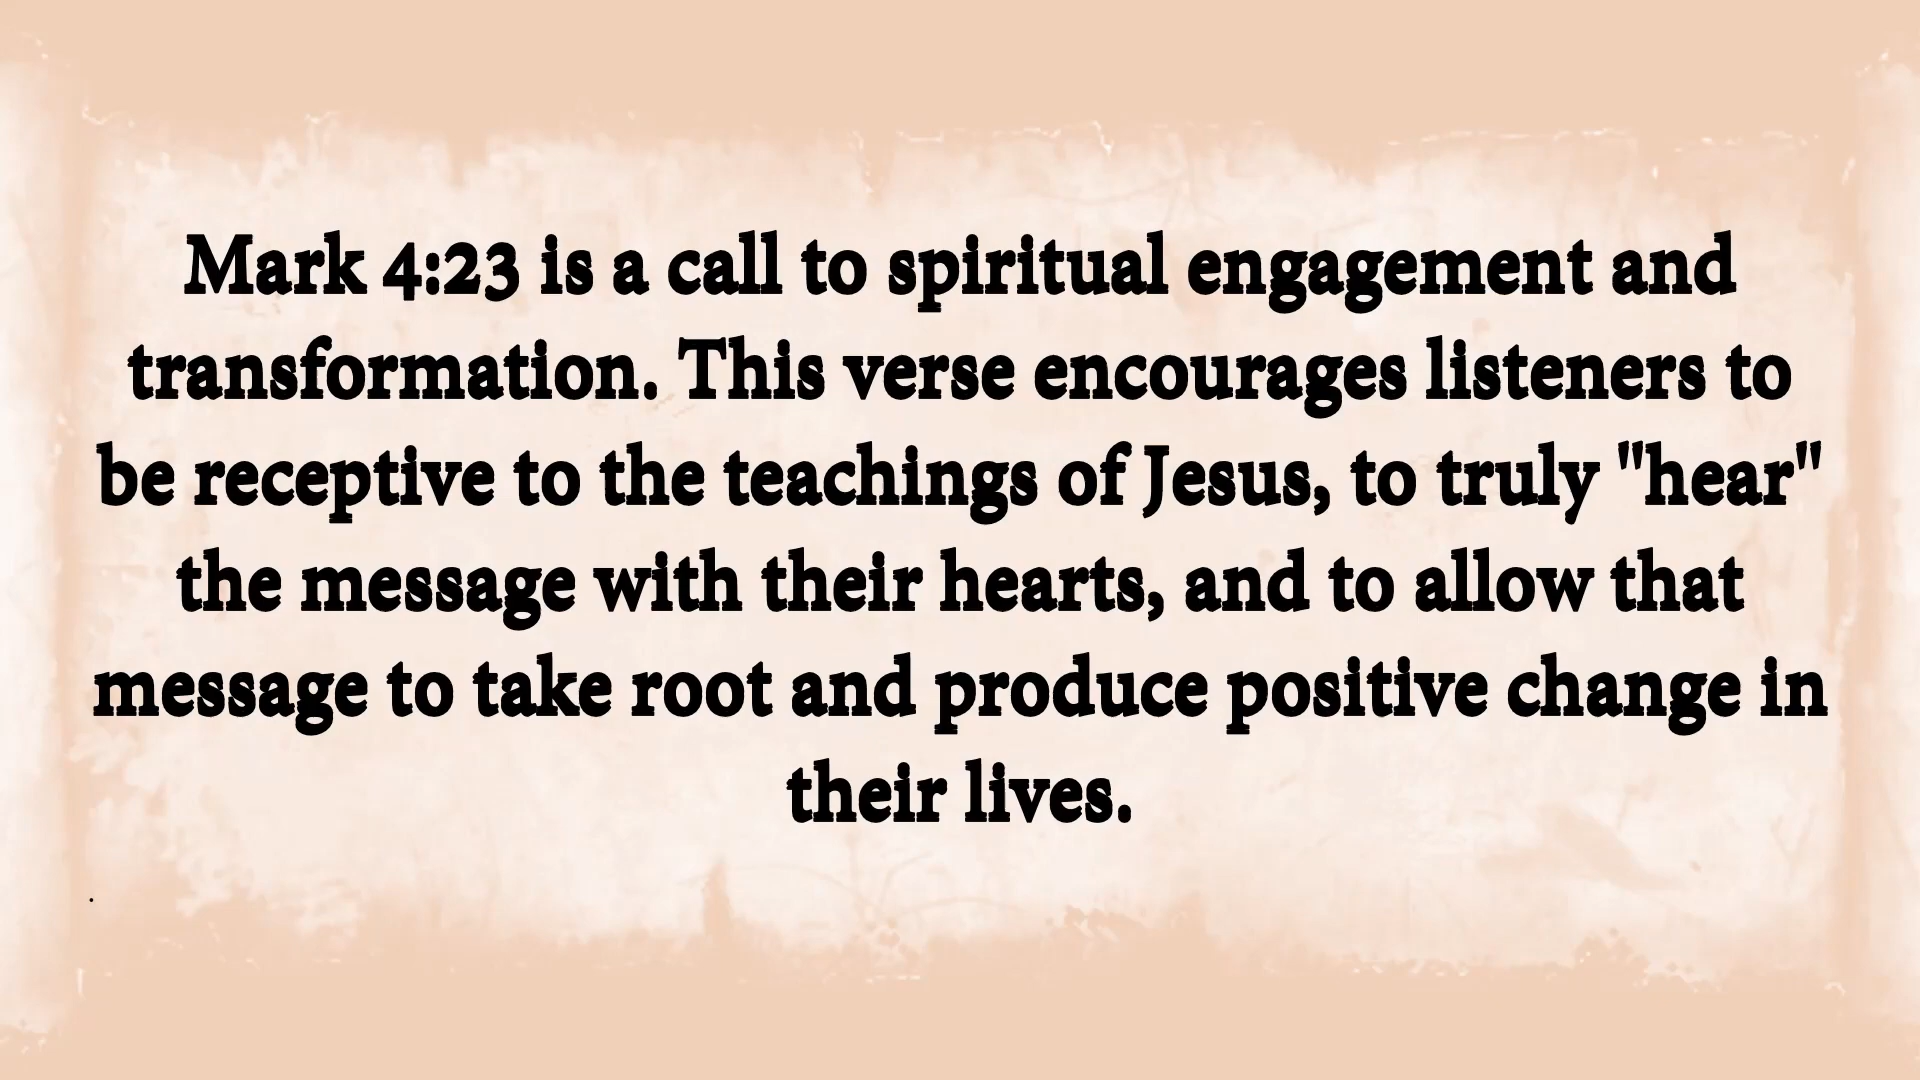 Mark 4:23 is a call to spiritual engagement and
transformation. This verse encourages listeners to
be receptive to the teachings of Jesus, to truly "hear"
the message with their hearts, and to allow that
message to take root and produce positive change in
their lives.
.